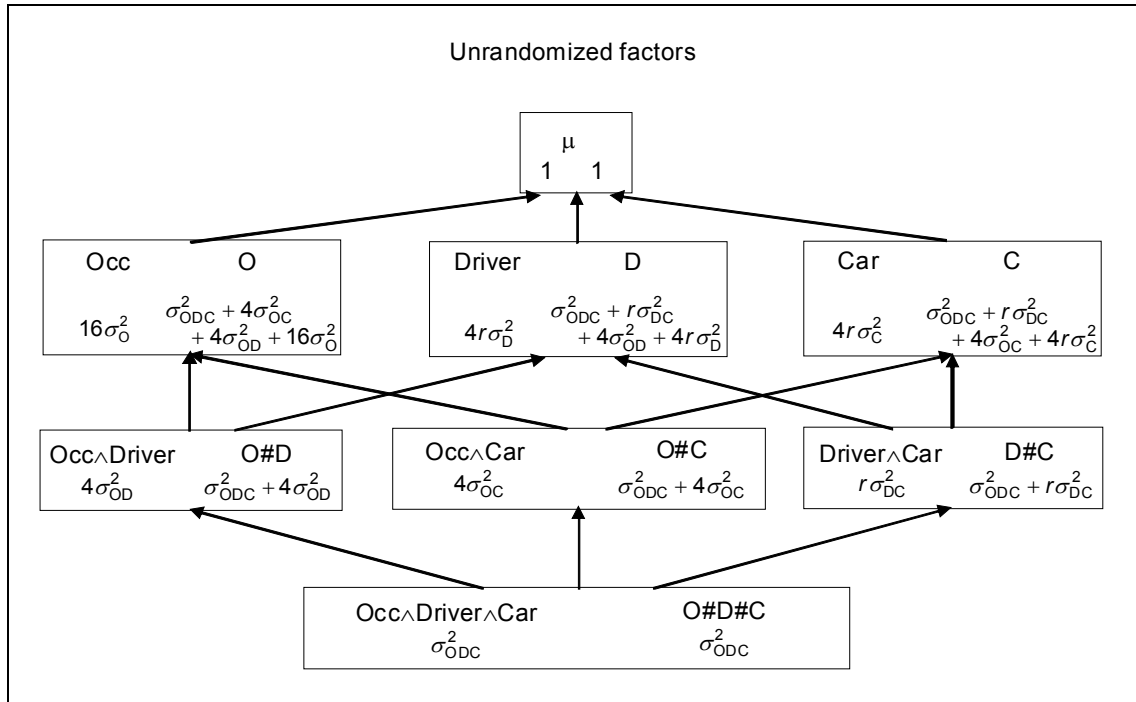 Unrandomized factors
μ
1 1
Occ O
16σ²_O σ²_ODC + 4σ²_OC
+ 4σ²_OD + 16σ²_O
Driver D
4rσ²_D σ²_ODC + rσ²_DC
+ 4σ²_OD + 4rσ²_D
Car C
4rσ²_C σ²_ODC + rσ²_DC
+ 4σ²_OC + 4rσ²_C
Occ∧Driver O#D
4σ²_OD σ²_ODC + 4σ²_OD
Occ∧Car O#C
4σ²_OC σ²_ODC + 4σ²_OC
Driver∧Car D#C
rσ²_DC σ²_ODC + rσ²_DC
Occ∧Driver∧Car O#D#C
σ²_ODC σ²_ODC